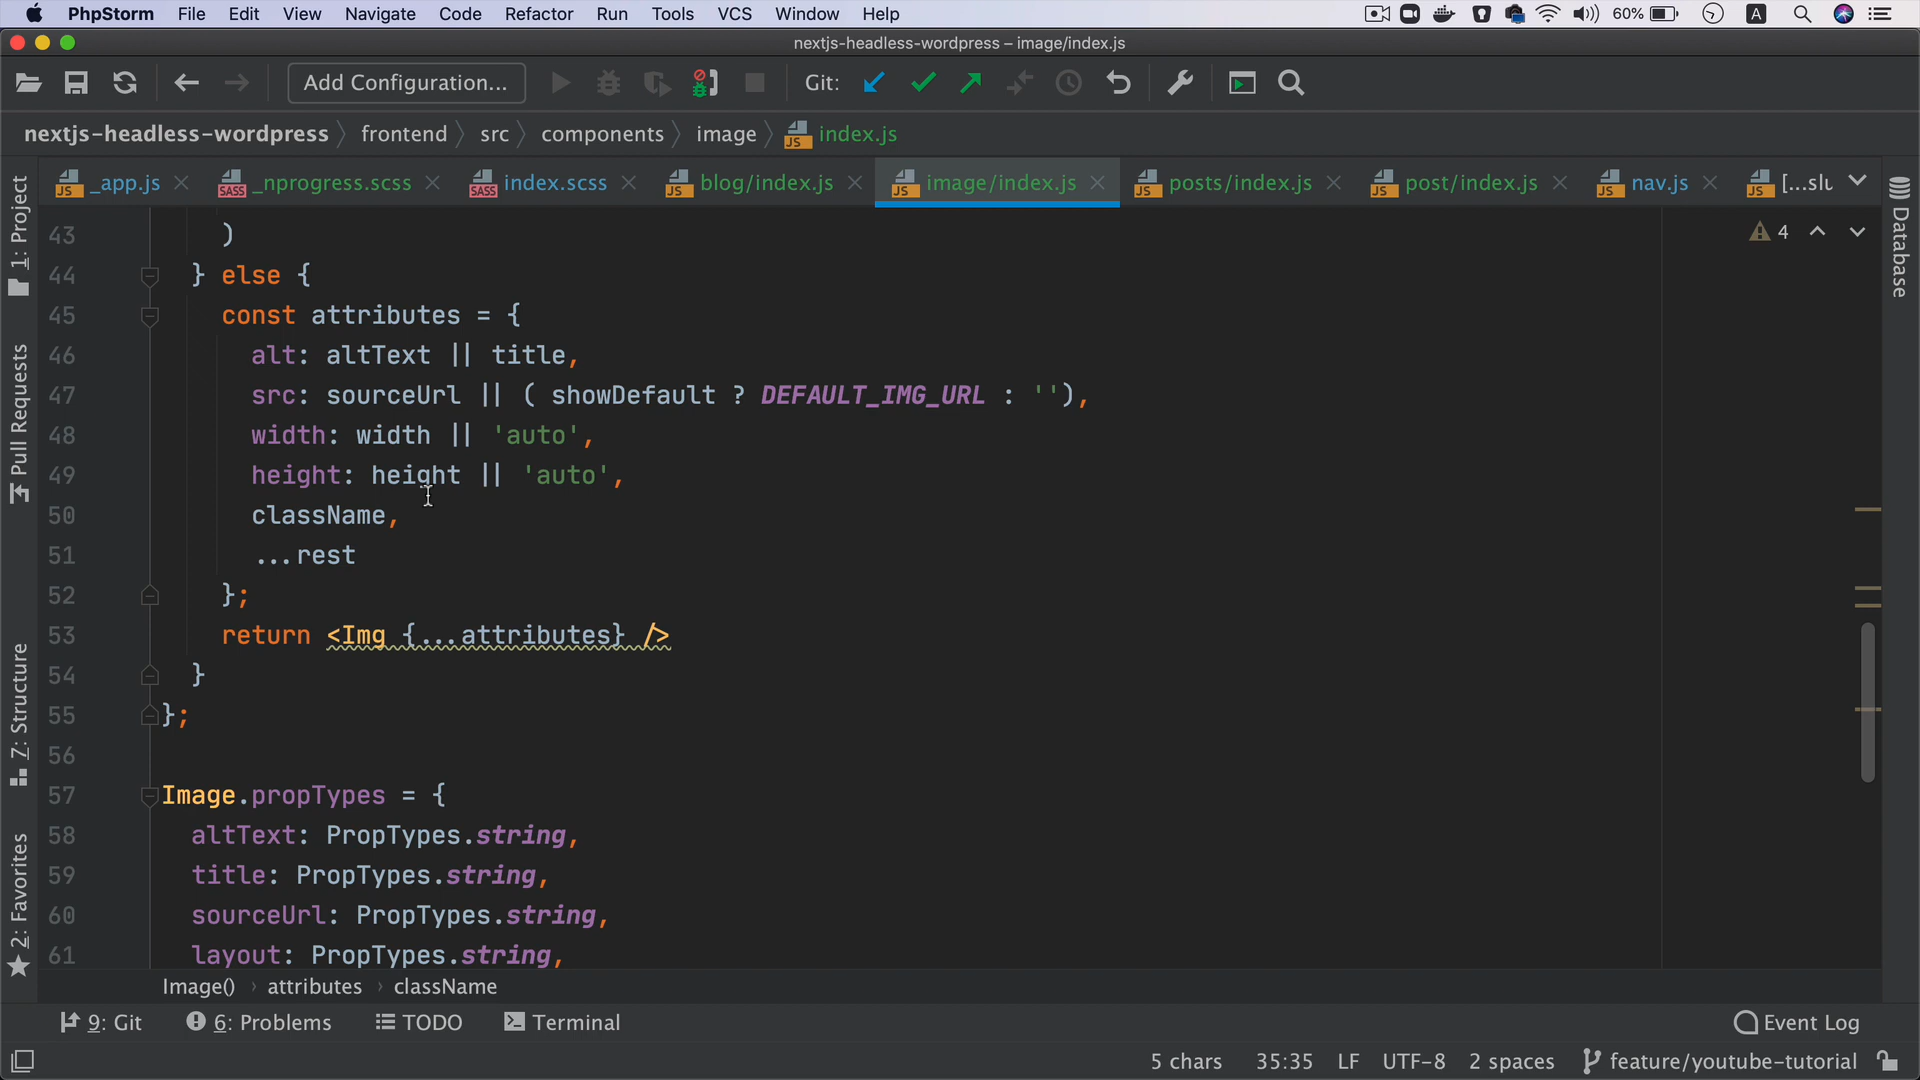 PhpStorm File Edit View Navigate Code Refactor Run Tools VCS Window Help 60% A
nextjs-headless-wordpress – image/index.js
Add Configuration... Git:
nextjs-headless-wordpress frontend src components image index.js
_app.js _nprogress.scss index.scss blog/index.js image/index.js posts/index.js post/index.js nav.js [...slu
1: Project
Pull Requests
Z: Structure
2: Favorites
Database
4
43 )
44 } else {
45 const attributes = {
46 alt: altText || title,
47 src: sourceUrl || ( showDefault ? DEFAULT_IMG_URL : ''),
48 width: width || 'auto',
49 height: height || 'auto',
50 className,
51 ...rest
52 };
53 return <Img {...attributes} />
54 }
55 };
56
57 Image.propTypes = {
58 altText: PropTypes.string,
59 title: PropTypes.string,
60 sourceUrl: PropTypes.string,
61 layout: PropTypes.string,
Image() › attributes › className
9: Git 6: Problems TODO Terminal Event Log
5 chars 35:35 LF UTF-8 2 spaces feature/youtube-tutorial